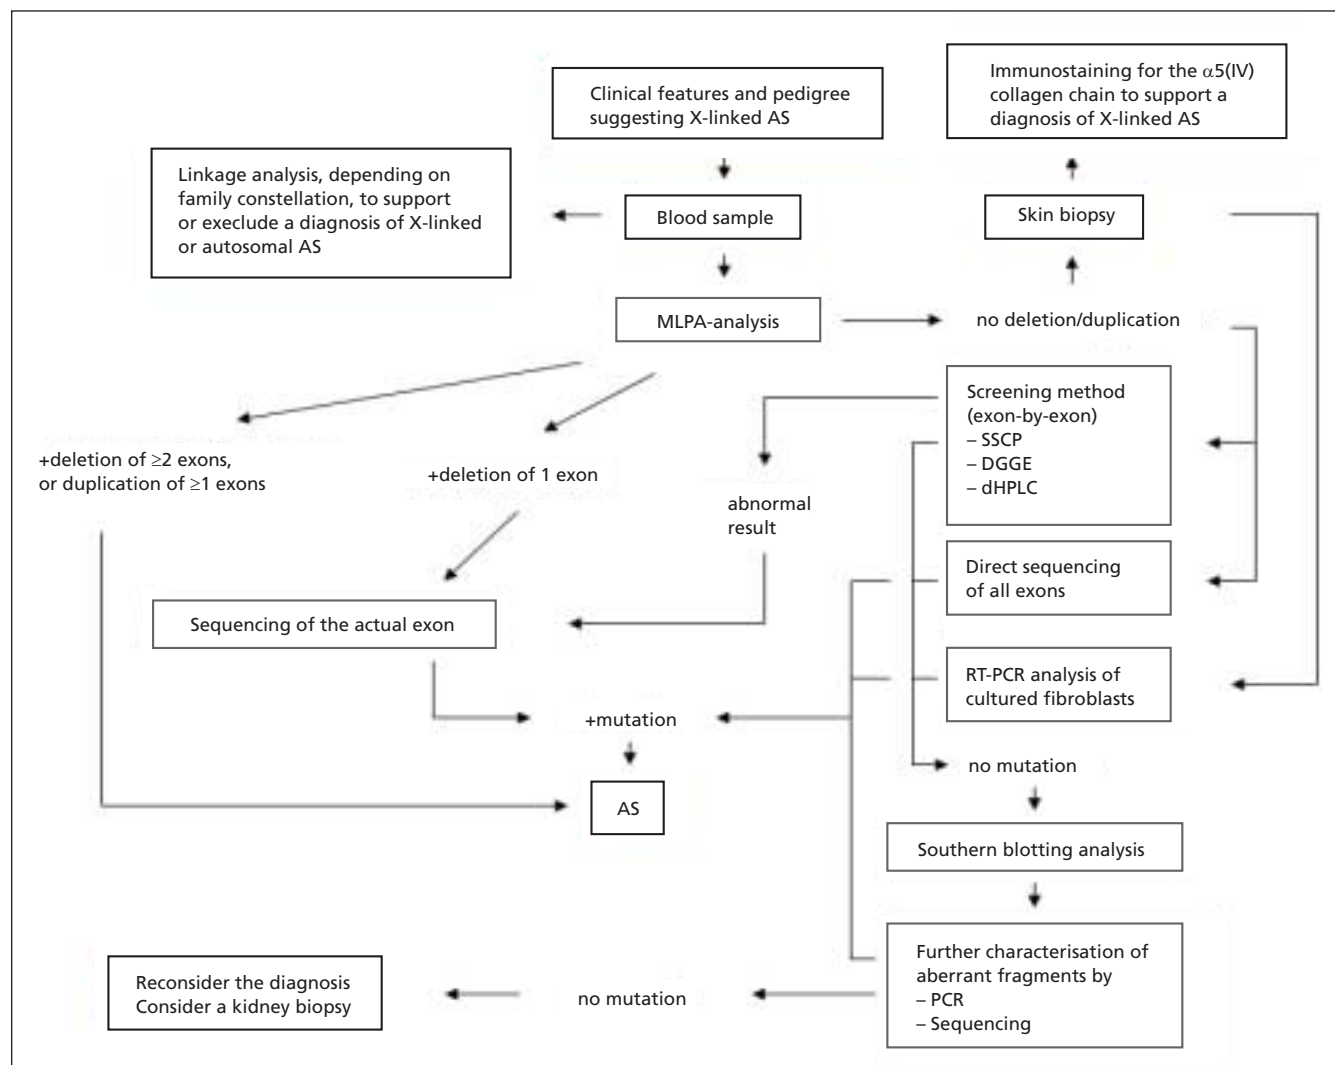 Clinical features and pedigree
suggesting X-linked AS
Immunostaining for the α5(IV)
collagen chain to support a
diagnosis of X-linked AS
Linkage analysis, depending on
family constellation, to support
or execlude a diagnosis of X-linked
or autosomal AS
Blood sample
Skin biopsy
MLPA-analysis
no deletion/duplication
Screening method
(exon-by-exon)
– SSCP
– DGGE
– dHPLC
+deletion of ≥2 exons,
or duplication of ≥1 exons
+deletion of 1 exon
abnormal
result
Direct sequencing
of all exons
Sequencing of the actual exon
RT-PCR analysis of
cultured fibroblasts
+mutation
no mutation
AS
Southern blotting analysis
Further characterisation of
aberrant fragments by
– PCR
– Sequencing
no mutation
Reconsider the diagnosis
Consider a kidney biopsy